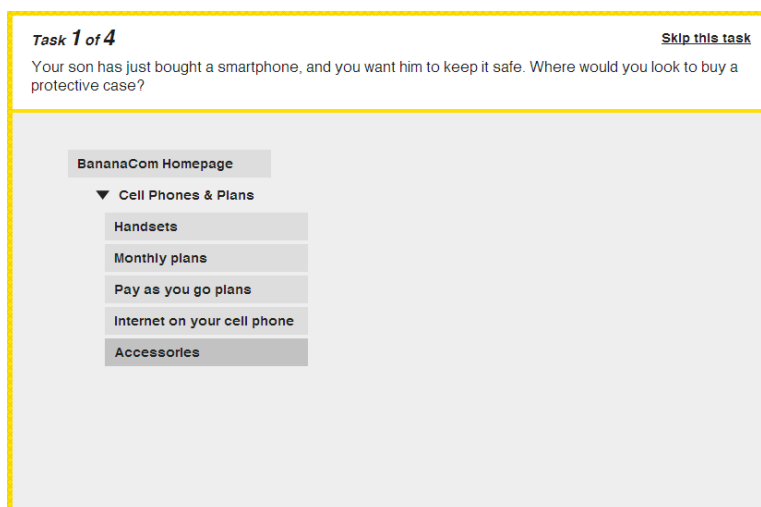 Task 1 of 4
Skip this task
Your son has just bought a smartphone, and you want him to keep it safe. Where would you look to buy a
protective case?
BananaCom Homepage
Cell Phones & Plans
Handsets
Monthly plans
Pay as you go plans
Internet on your cell phone
Accessories